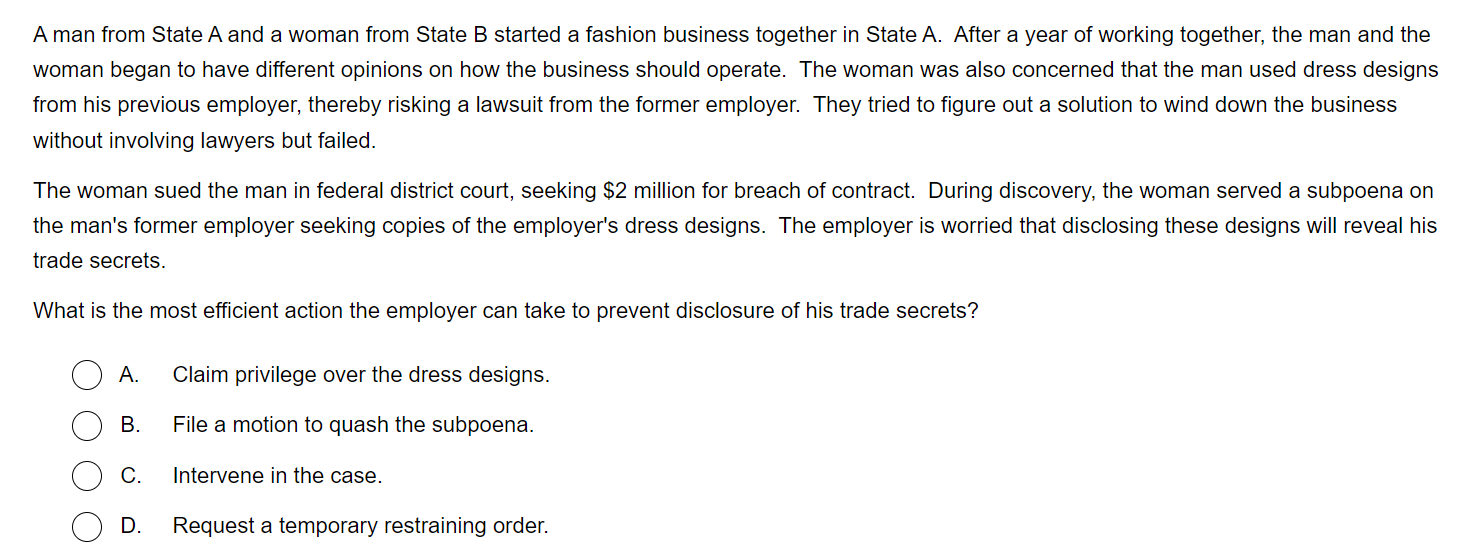 A man from State A and a woman from State B started a fashion business together in State A.  After a year of working together, the man and the
woman began to have different opinions on how the business should operate.  The woman was also concerned that the man used dress designs
from his previous employer, thereby risking a lawsuit from the former employer.  They tried to figure out a solution to wind down the business
without involving lawyers but failed.
The woman sued the man in federal district court, seeking $2 million for breach of contract.  During discovery, the woman served a subpoena on
the man's former employer seeking copies of the employer's dress designs.  The employer is worried that disclosing these designs will reveal his
trade secrets.
What is the most efficient action the employer can take to prevent disclosure of his trade secrets?
A. Claim privilege over the dress designs.
B. File a motion to quash the subpoena.
C. Intervene in the case.
D. Request a temporary restraining order.